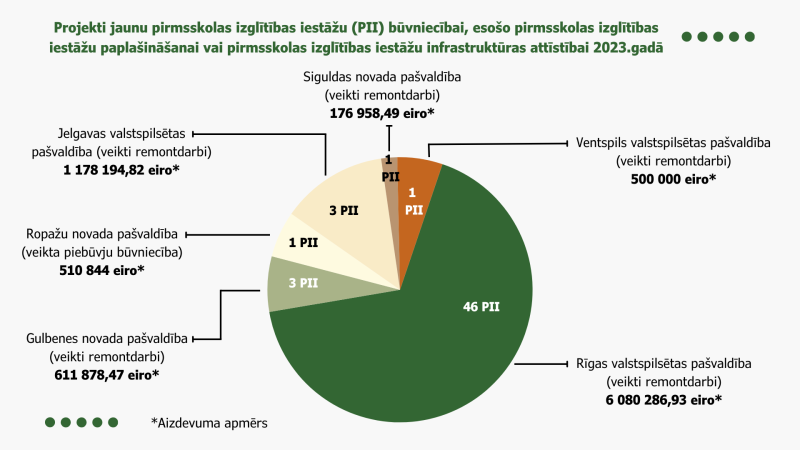 Projekti jaunu pirmsskolas izglītības iestāžu (PII) būvniecībai, esošo pirmsskolas izglītības
iestāžu paplašināšanai vai pirmsskolas izglītības iestāžu infrastruktūras attīstībai 2023.gadā
Siguldas novada pašvaldība
(veikti remontdarbi)
176 958,49 eiro*
Jelgavas valstspilsētas
pašvaldība (veikti remontdarbi)
1 178 194,82 eiro*
Ventspils valstspilsētas pašvaldība
(veikti remontdarbi)
500 000 eiro*
1
PII
1
PII
3 PII
Ropažu novada pašvaldība
(veikta piebūvju būvniecība)
510 844 eiro*
1 PII
3 PII
46 PII
Gulbenes novada pašvaldība
(veikti remontdarbi)
611 878,47 eiro*
Rīgas valstspilsētas pašvaldība
(veikti remontdarbi)
6 080 286,93 eiro*
*Aizdevuma apmērs